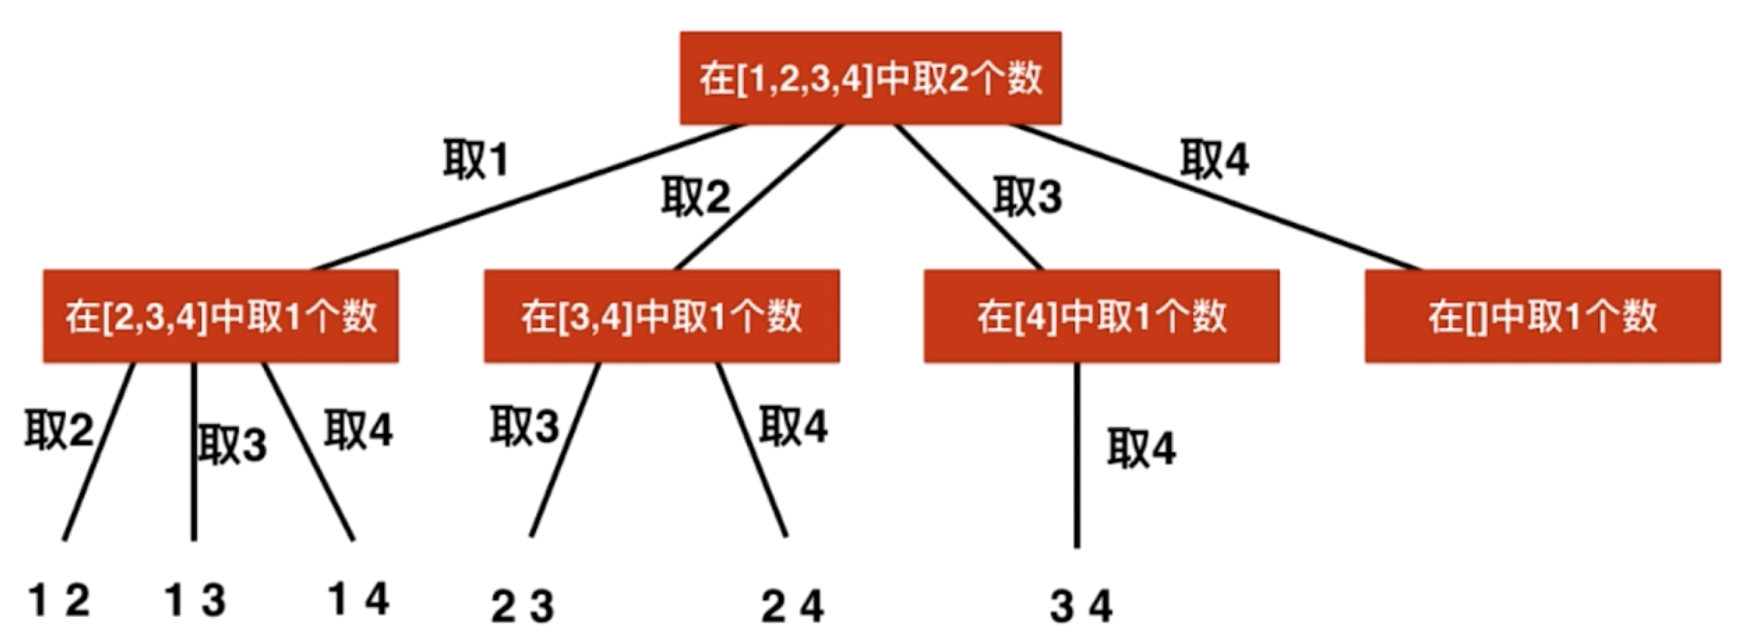 在[1,2,3,4]中取2个数
取1
取2
取3
取4
在[2,3,4]中取1个数
在[3,4]中取1个数
在[4]中取1个数
在[]中取1个数
取2
取3
取4
取3
取4
取4
1 2
1 3
1 4
2 3
2 4
3 4